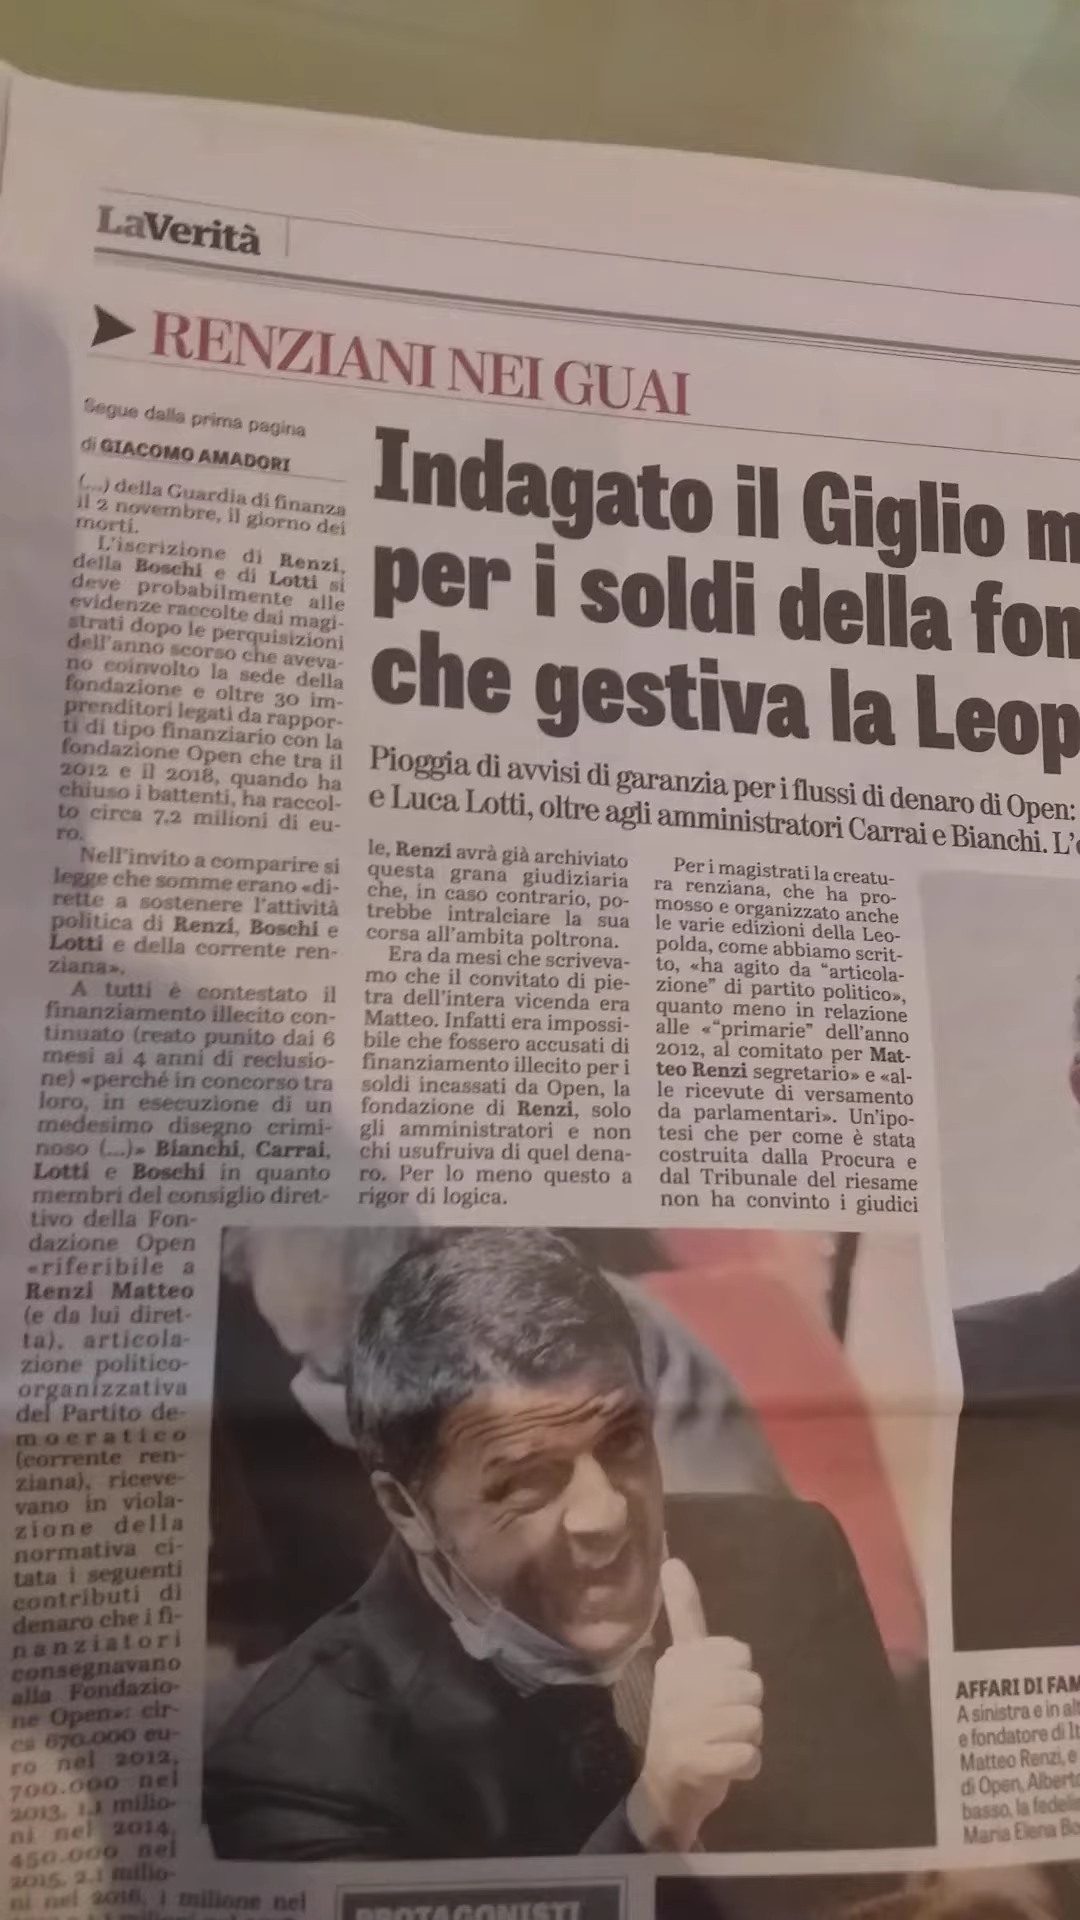 LaVerità
RENZIANI NEI GUAI
Segue dalla prima pagina
di GIACOMO AMADORI
(...) della Guardia di finanza
il 2 novembre, il giorno dei
morti.
L'iscrizione di Renzi,
della Boschi e di Lotti si
deve probabilmente alle
evidenze raccolte dai magi-
strati dopo le perquisizioni
dell'anno scorso che aveva-
no coinvolto la sede della
fondazione e oltre 30 im-
prenditori legati da rappor-
ti di tipo finanziario con la
fondazione Open che tra il
2012 e il 2018, quando ha
chiuso i battenti, ha raccol-
to circa 7,2 milioni di eu-
ro.
Nell'invito a comparire si
legge che somme erano «di-
rette a sostenere l'attività
politica di Renzi, Boschi e
Lotti e della corrente ren-
ziana».
A tutti è contestato il
finanziamento illecito con-
tinuato (reato punito dai 6
mesi ai 4 anni di reclusio-
ne) «perché in concorso tra
loro, in esecuzione di un
medesimo disegno crimi-
noso (...)» Bianchi, Carrai,
Lotti e Boschi in quanto
membri del consiglio diret-
tivo della Fon-
dazione Open
«riferibile a
Renzi Matteo
(e da lui diret-
ta), articola-
zione politico-
organizzativa
del Partito de-
mocratico
(corrente ren-
ziana), riceve-
vano in viola-
zione della
normativa ci-
tata i seguenti
contributi di
denaro che i fi-
nanziatori
consegnavano
alla Fondazio-
ne Open»: cir-
ca 670.000 eu-
ro nel 2012,
700.000 nel
2013, 1,1 milio-
ni nel 2014,
450.000 nel
2015, 2,1 milio-
ni nel 2016, 1 milione nel
Indagato il Giglio m
per i soldi della fon
che gestiva la Leop
Pioggia di avvisi di garanzia per i flussi di denaro di Open:
e Luca Lotti, oltre agli amministratori Carrai e Bianchi. L'
le, Renzi avrà già archiviato
questa grana giudiziaria
che, in caso contrario, po-
trebbe intralciare la sua
corsa all'ambita poltrona.
Era da mesi che scriveva-
mo che il convitato di pie-
tra dell'intera vicenda era
Matteo. Infatti era impossi-
bile che fossero accusati di
finanziamento illecito per i
soldi incassati da Open, la
fondazione di Renzi, solo
gli amministratori e non
chi usufruiva di quel dena-
ro. Per lo meno questo a
rigor di logica.
Per i magistrati la creatu-
ra renziana, che ha pro-
mosso e organizzato anche
le varie edizioni della Leo-
polda, come abbiamo scrit-
to, «ha agito da "articola-
zione" di partito politico»,
quanto meno in relazione
alle «"primarie" dell'anno
2012, al comitato per Mat-
teo Renzi segretario» e «al-
le ricevute di versamento
da parlamentari». Un'ipo-
tesi che per come è stata
costruita dalla Procura e
dal Tribunale del riesame
non ha convinto i giudici
AFFARI DI FAM
A sinistra e in alt
e fondatore di It
Matteo Renzi, e
di Open, Alberto
basso, la fedelis
Maria Elena Bo
PROTAGONISTI